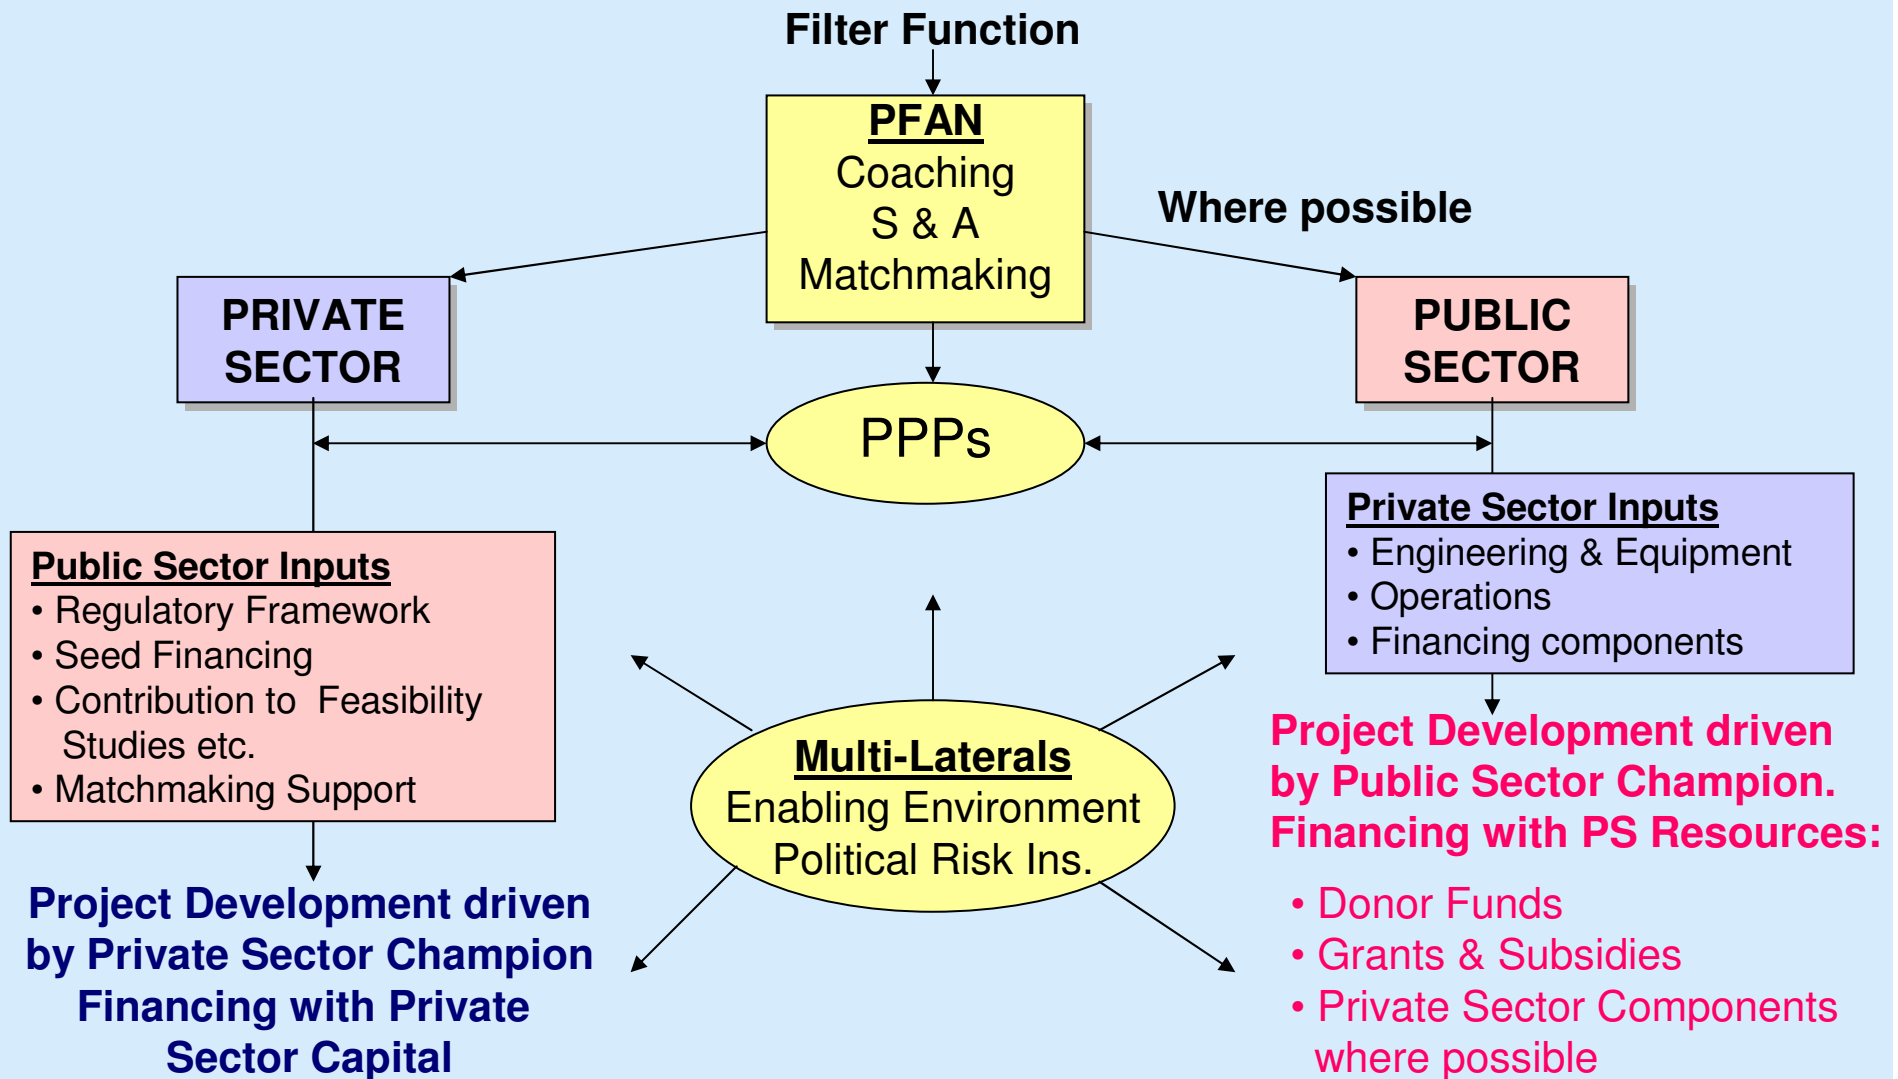 Filter Function
PFAN
Coaching
S & A
Matchmaking
Where possible
PRIVATE
SECTOR
PUBLIC
SECTOR
PPPs
Public Sector Inputs
• Regulatory Framework
• Seed Financing
• Contribution to Feasibility
Studies etc.
• Matchmaking Support
Private Sector Inputs
• Engineering & Equipment
• Operations
• Financing components
Multi-Laterals
Enabling Environment
Political Risk Ins.
Project Development driven
by Private Sector Champion
Financing with Private
Sector Capital
Project Development driven
by Public Sector Champion.
Financing with PS Resources:
• Donor Funds
• Grants & Subsidies
• Private Sector Components
where possible